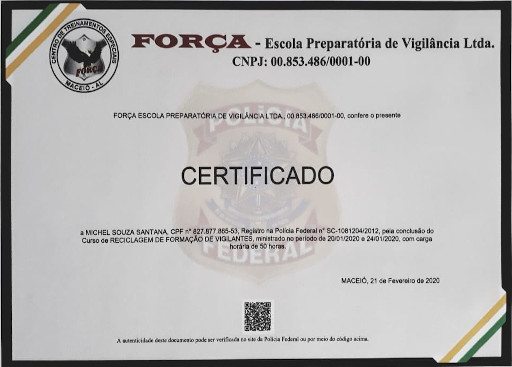 CENTRO DE TREINAMENTOS ESPECIAIS
FORÇA
MACEIÓ - AL
FORÇA - Escola Preparatória de Vigilância Ltda.
CNPJ: 00.853.486/0001-00
FORÇA ESCOLA PREPARATÓRIA DE VIGILÂNCIA LTDA., 00.853.486/0001-00, confere o presente
POLÍCIA
CERTIFICADO
a MICHEL SOUZA SANTANA, CPF nº 827.877.865-53, Registro na Polícia Federal nº SC-1081204/2012, pela conclusão do
Curso de RECICLAGEM DE FORMAÇÃO DE VIGILANTES, ministrado no período de 20/01/2020 e 24/01/2020, com carga
horária de 50 horas.
FEDERAL
MACEIÓ, 21 de Fevereiro de 2020
A autenticidade deste documento pode ser verificada no site da Polícia Federal ou por meio do código acima.